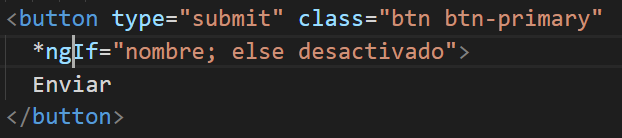 <button type="submit" class="btn btn-primary"
*ngIf="nombre; else desactivado">
Enviar
</button>